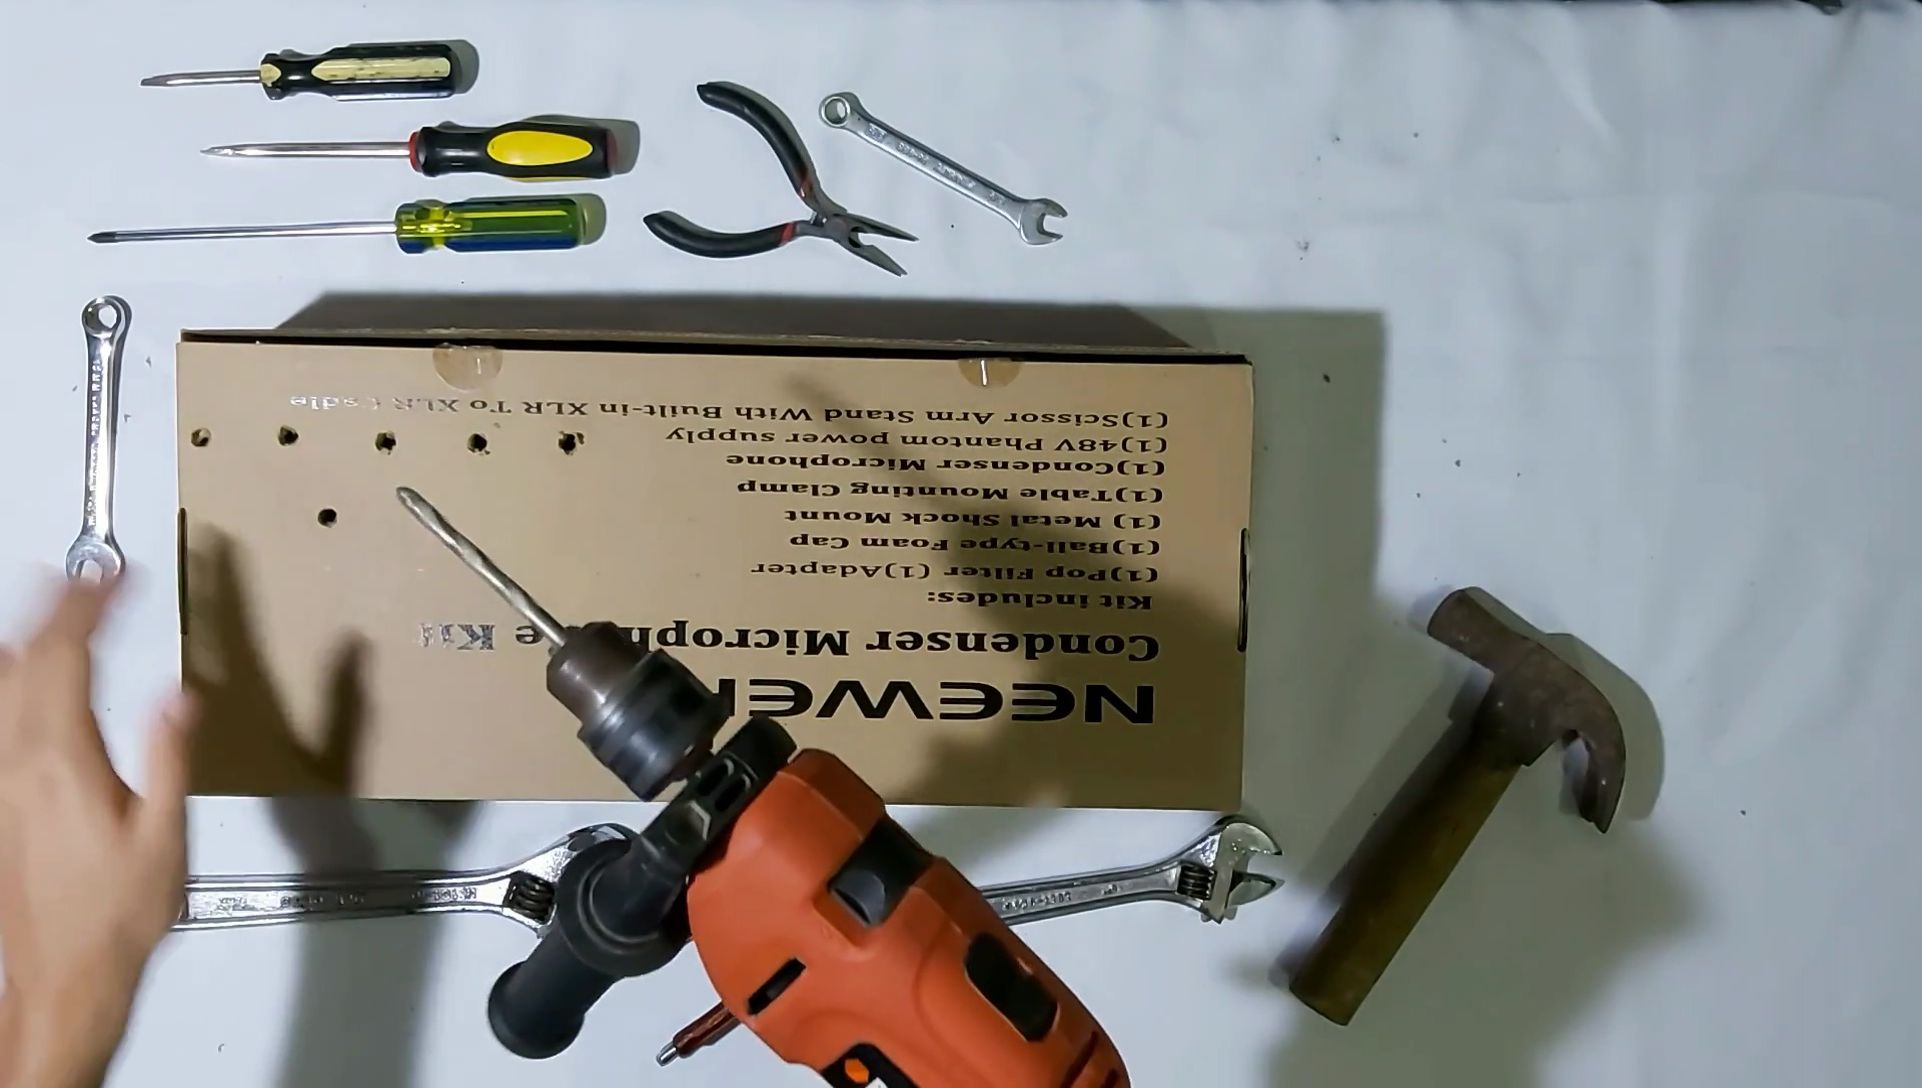 NEEWE
Condenser Microph e Kit
Kit includes:
(1)Pop Filter (1)Adapter
(1)Ball-type Foam Cap
(1) Metal Shock Mount
(1)Table Mounting Clamp
(1)Condenser Microphone
(1)48V Phantom power supply
(1)Scissor Arm Stand With Built-in XLR To XLR Cable